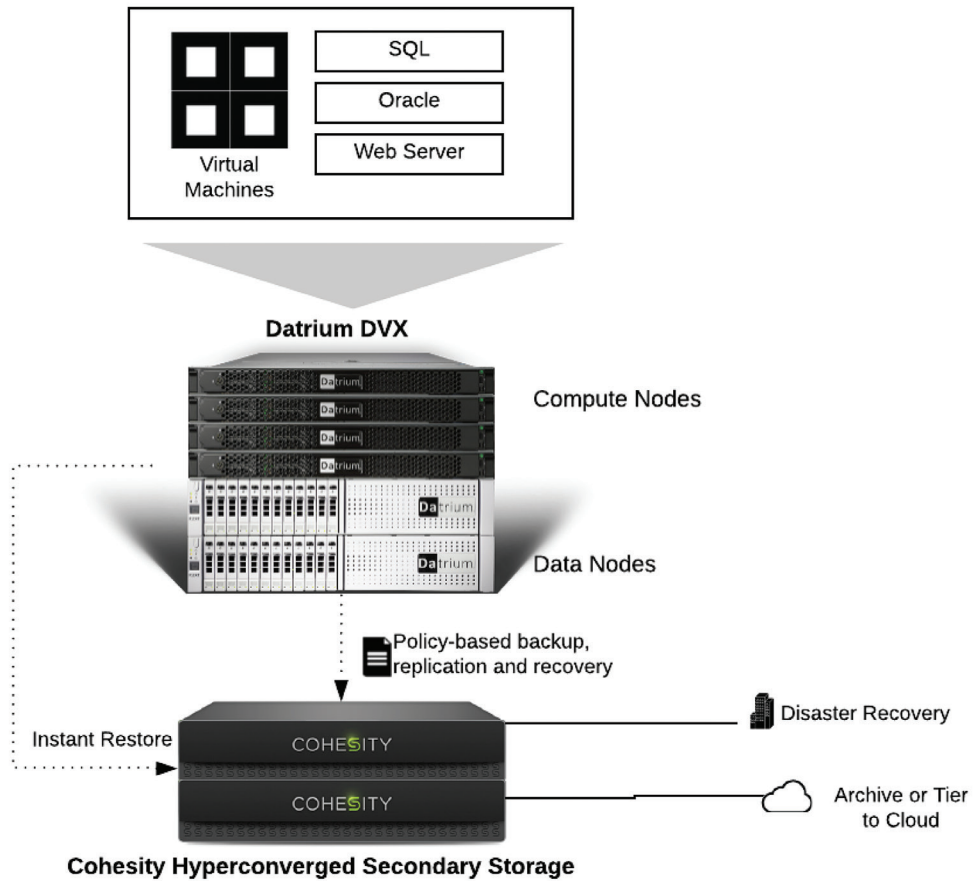 SQL
Oracle
Web Server
Virtual
Machines
Datrium DVX
Datrium
Datrium
Datrium
Datrium
Compute Nodes
Datrium
Datrium
Data Nodes
Policy-based backup,
replication and recovery
Instant Restore
COHESITY
COHESITY
Disaster Recovery
Archive or Tier
to Cloud
Cohesity Hyperconverged Secondary Storage